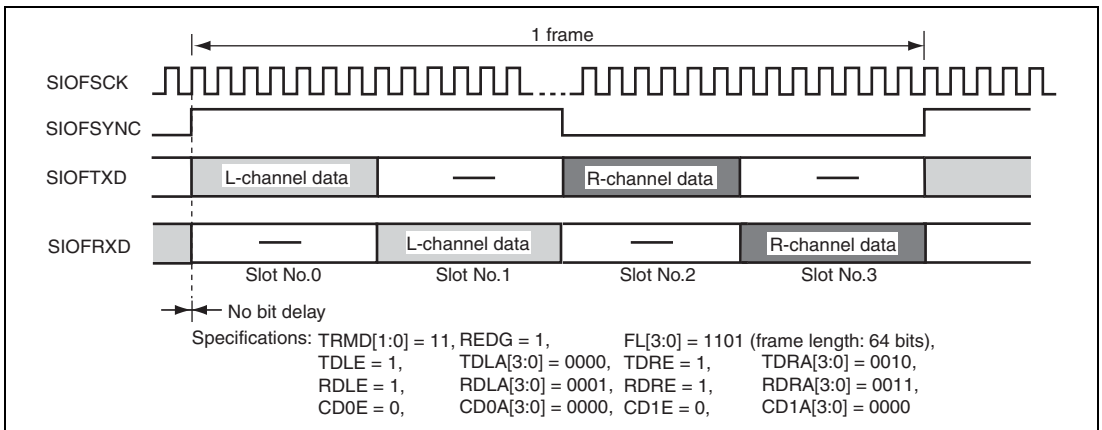 1 frame
SIOFSCK
SIOFSYNC
SIOFTXD L-channel data — R-channel data —
SIOFRXD — L-channel data — R-channel data
Slot No.0 Slot No.1 Slot No.2 Slot No.3
No bit delay
Specifications: TRMD[1:0] = 11, REDG = 1, FL[3:0] = 1101 (frame length: 64 bits),
TDLE = 1, TDLA[3:0] = 0000, TDRE = 1, TDRA[3:0] = 0010,
RDLE = 1, RDLA[3:0] = 0001, RDRE = 1, RDRA[3:0] = 0011,
CD0E = 0, CD0A[3:0] = 0000, CD1E = 0, CD1A[3:0] = 0000